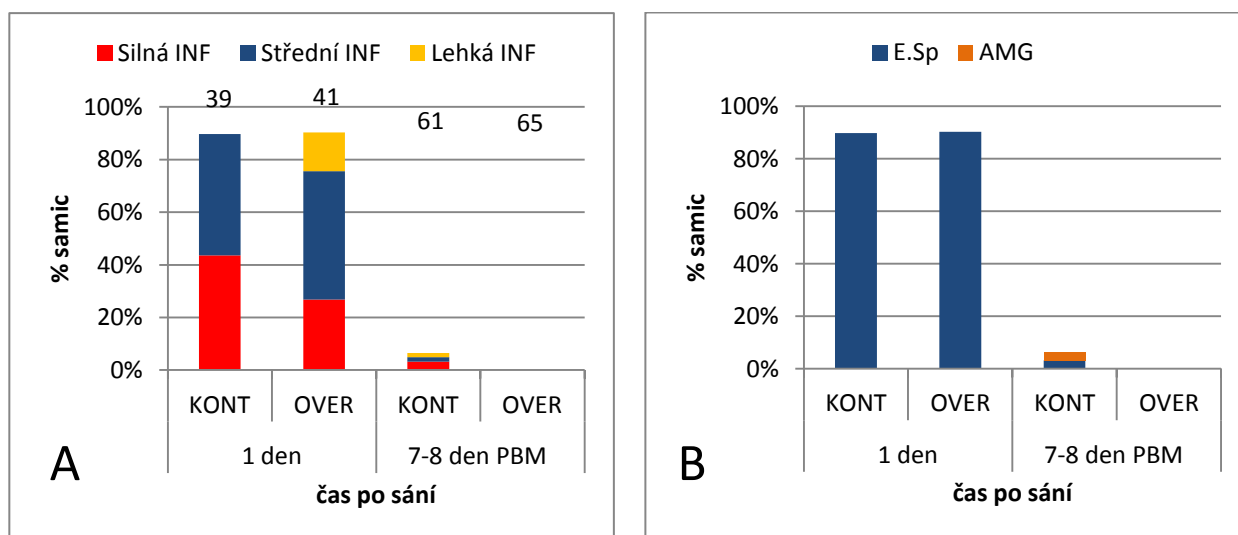 Silná INF Střední INF Lehká INF
39 41 61 65
100%
80%
60%
40%
20%
0%
% samic
KONT OVER KONT OVER
1 den 7-8 den PBM
čas po sání
A
E.Sp AMG
100%
80%
60%
40%
20%
0%
% samic
KONT OVER KONT OVER
1 den 7-8 den PBM
čas po sání
B